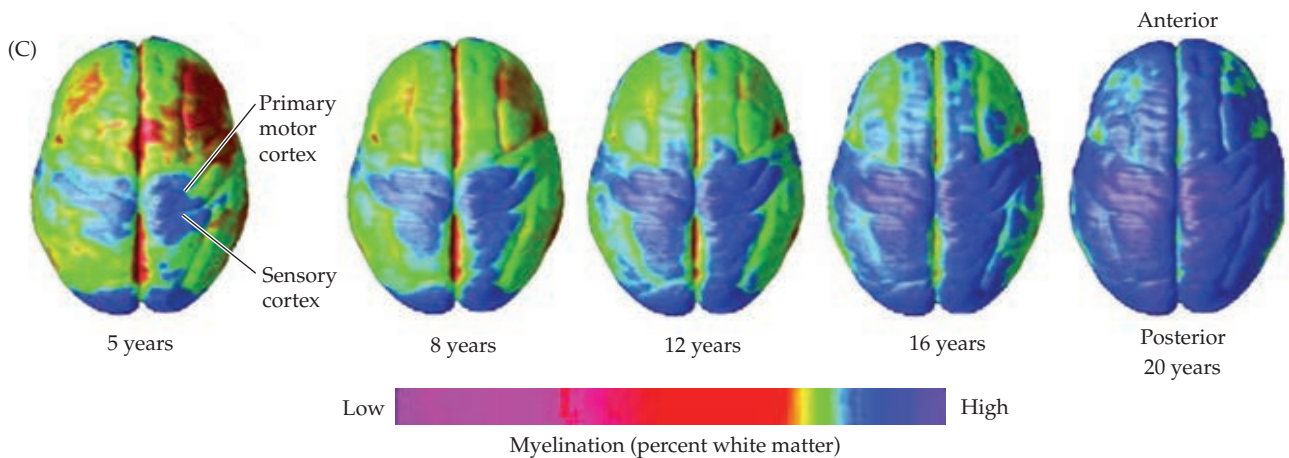 (C)
Primary
motor
cortex
Sensory
cortex
Anterior
5 years
8 years
12 years
16 years
Posterior
20 years
Low
High
Myelination (percent white matter)